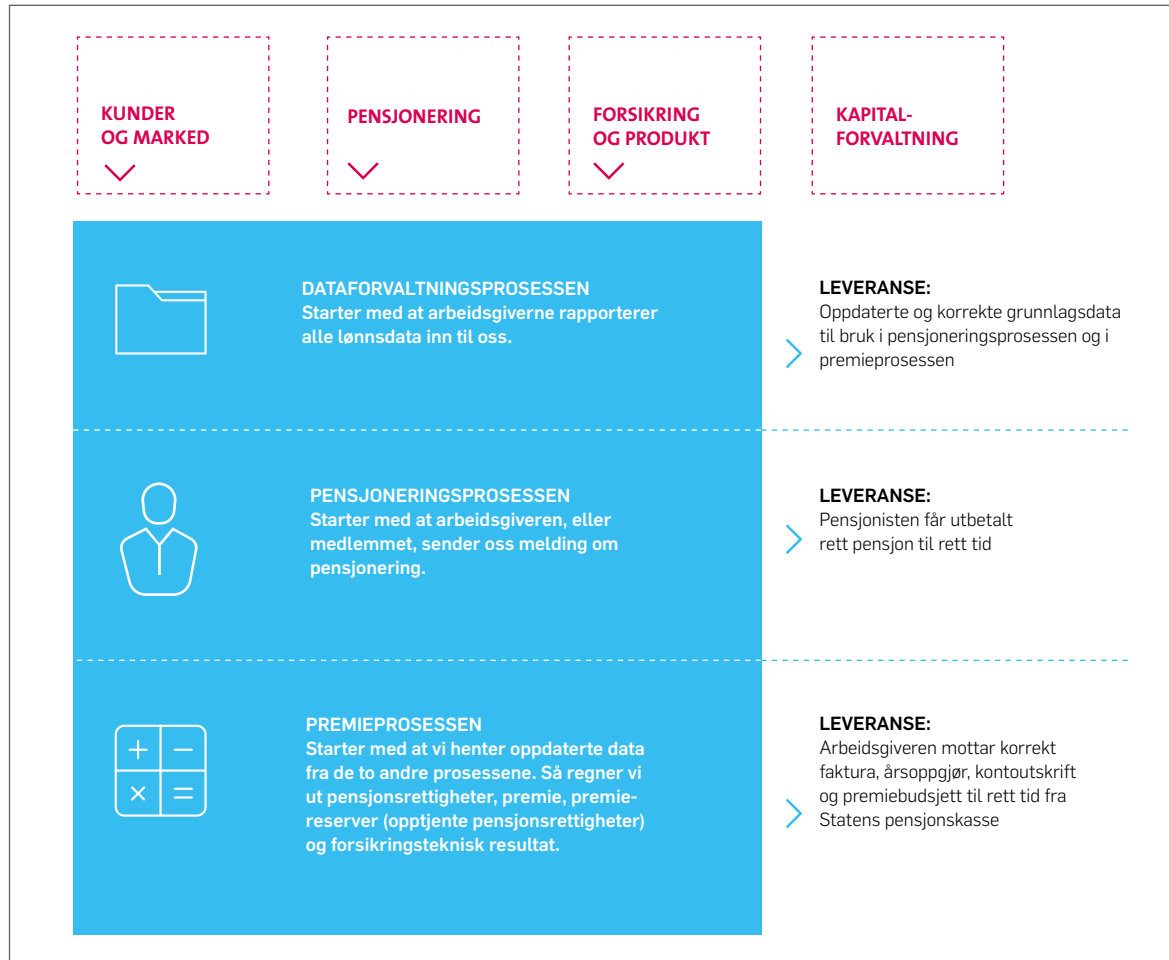 KUNDER
OG MARKED
PENSJONERING
FORSIKRING
OG PRODUKT
KAPITAL-
FORVALTNING
DATAFORVALTNINGSPROSESSEN
Starter med at arbeidsgiverne rapporterer
alle lønnsdata inn til oss.
LEVERANSE:
Oppdaterte og korrekte grunnlagsdata
til bruk i pensjoneringsprosessen og i
premieprosessen
PENSJONERINGSPROSESSEN
Starter med at arbeidsgiveren, eller
medlemmet, sender oss melding om
pensjonering.
LEVERANSE:
Pensjonisten får utbetalt
rett pensjon til rett tid
PREMIEPROSESSEN
Starter med at vi henter oppdaterte data
fra de to andre prosessene. Så regner vi
ut pensjonsrettigheter, premie, premie-
reserver (opptjente pensjonsrettigheter)
og forsikringsteknisk resultat.
LEVERANSE:
Arbeidsgiveren mottar korrekt
faktura, årsoppgjør, kontoutskrift
og premiebudsjett til rett tid fra
Statens pensjonskasse